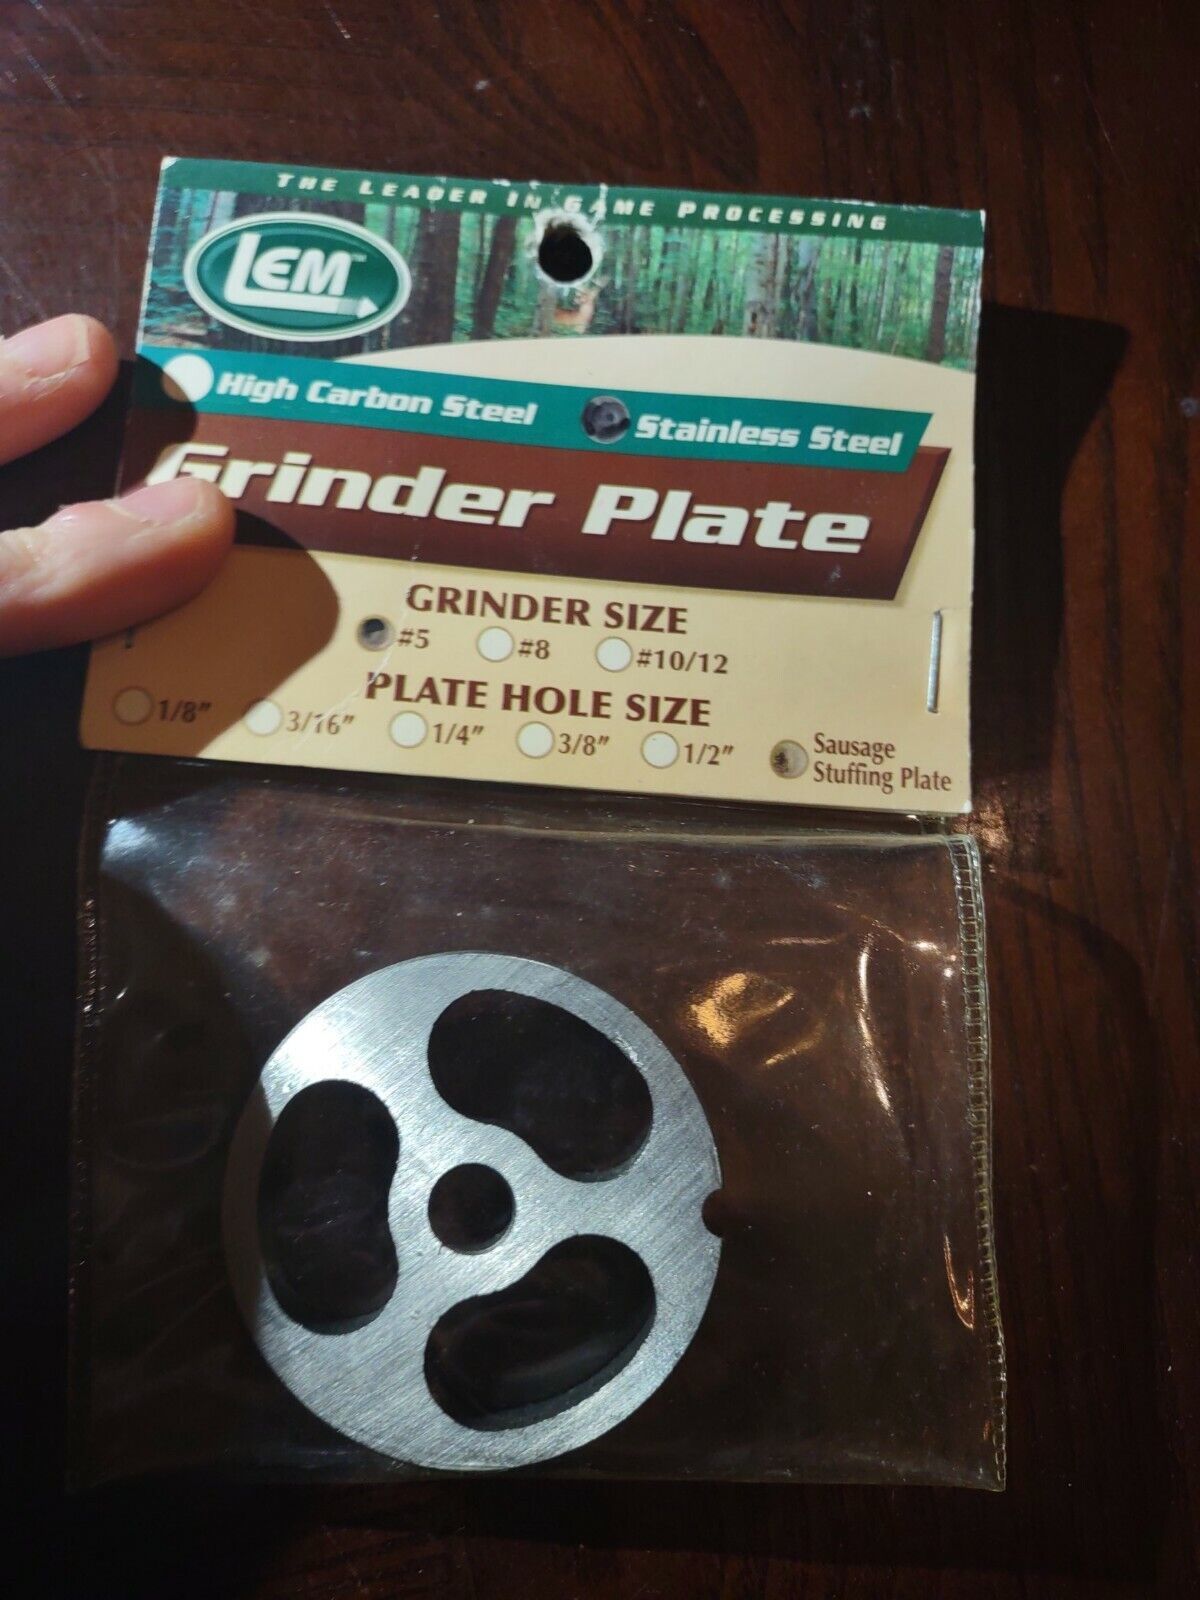 THE LEADER IN GAME PROCESSING
LEM™
High Carbon Steel Stainless Steel
Grinder Plate
GRINDER SIZE
#5 #8 #10/12
PLATE HOLE SIZE
1/8" 3/16" 1/4" 3/8" 1/2" Sausage
Stuffing Plate